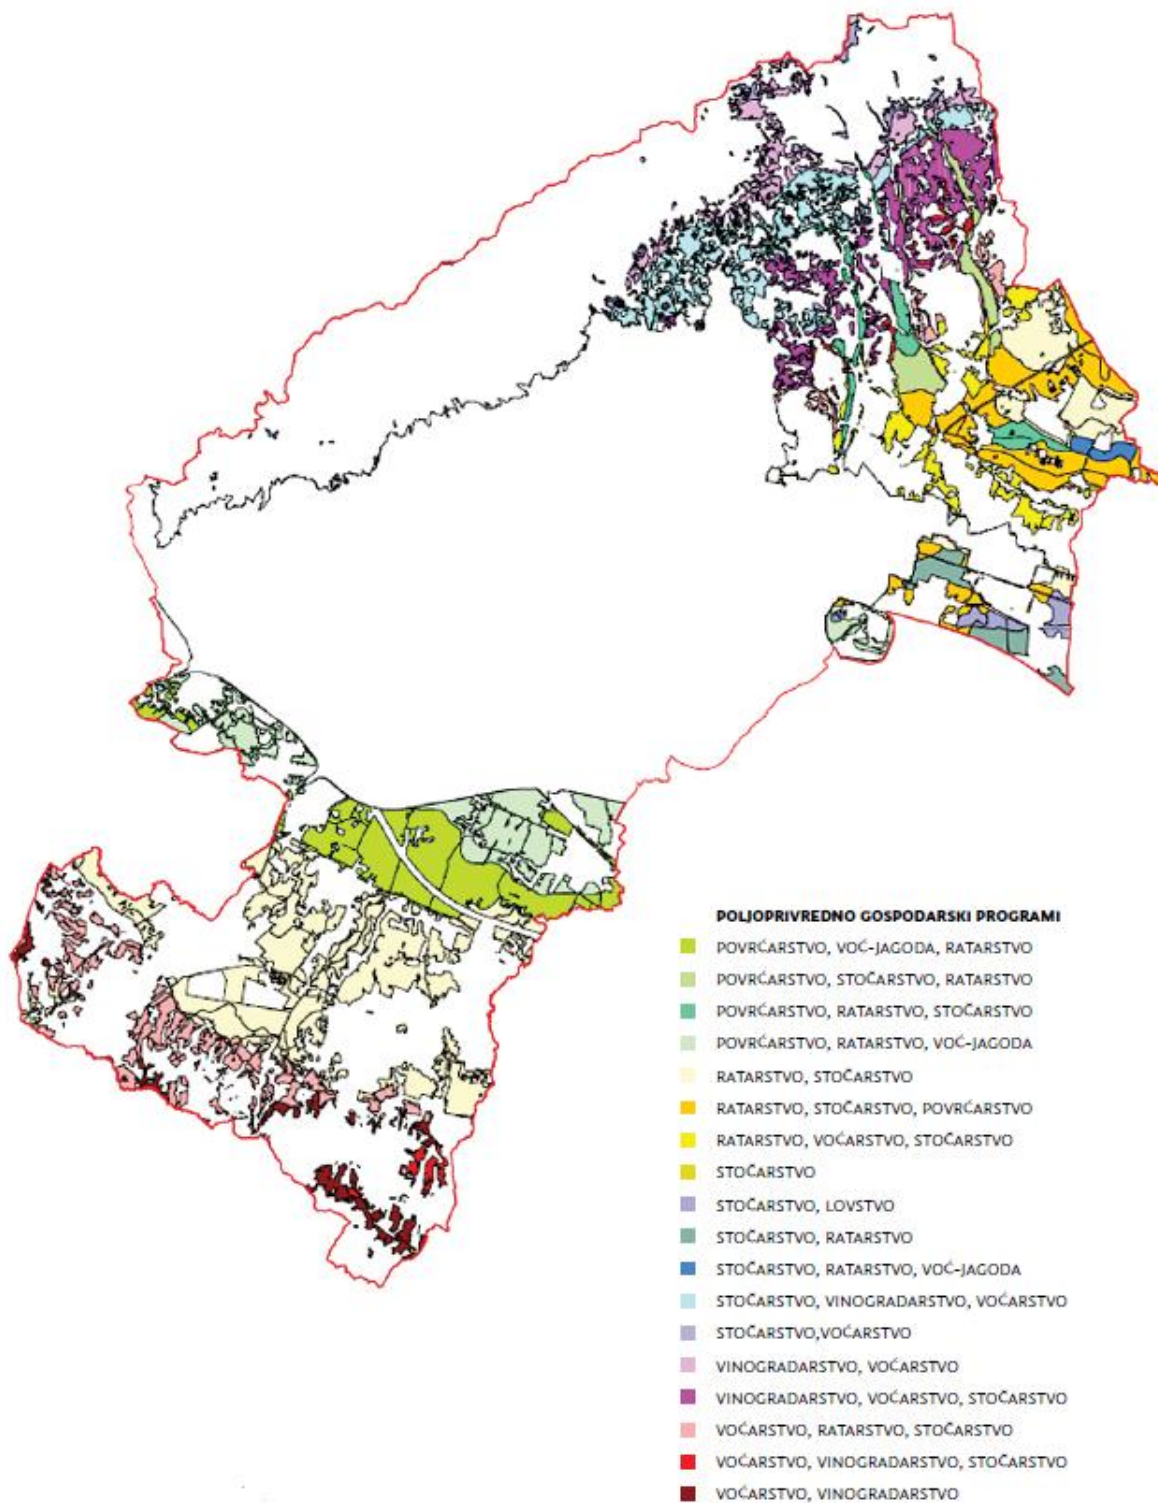 POLJOPRIVREDNO GOSPODARSKI PROGRAMI
POVRĆARSTVO, VOĆ-JAGODA, RATARSTVO
POVRĆARSTVO, STOČARSTVO, RATARSTVO
POVRĆARSTVO, RATARSTVO, STOČARSTVO
POVRĆARSTVO, RATARSTVO, VOĆ-JAGODA
RATARSTVO, STOČARSTVO
RATARSTVO, STOČARSTVO, POVRĆARSTVO
RATARSTVO, VOĆARSTVO, STOČARSTVO
STOČARSTVO
STOČARSTVO, LOVSTVO
STOČARSTVO, RATARSTVO
STOČARSTVO, RATARSTVO, VOĆ-JAGODA
STOČARSTVO, VINOGRADARSTVO, VOĆARSTVO
STOČARSTVO,VOĆARSTVO
VINOGRADARSTVO, VOĆARSTVO
VINOGRADARSTVO, VOĆARSTVO, STOČARSTVO
VOĆARSTVO, RATARSTVO, STOČARSTVO
VOĆARSTVO, VINOGRADARSTVO, STOČARSTVO
VOĆARSTVO, VINOGRADARSTVO